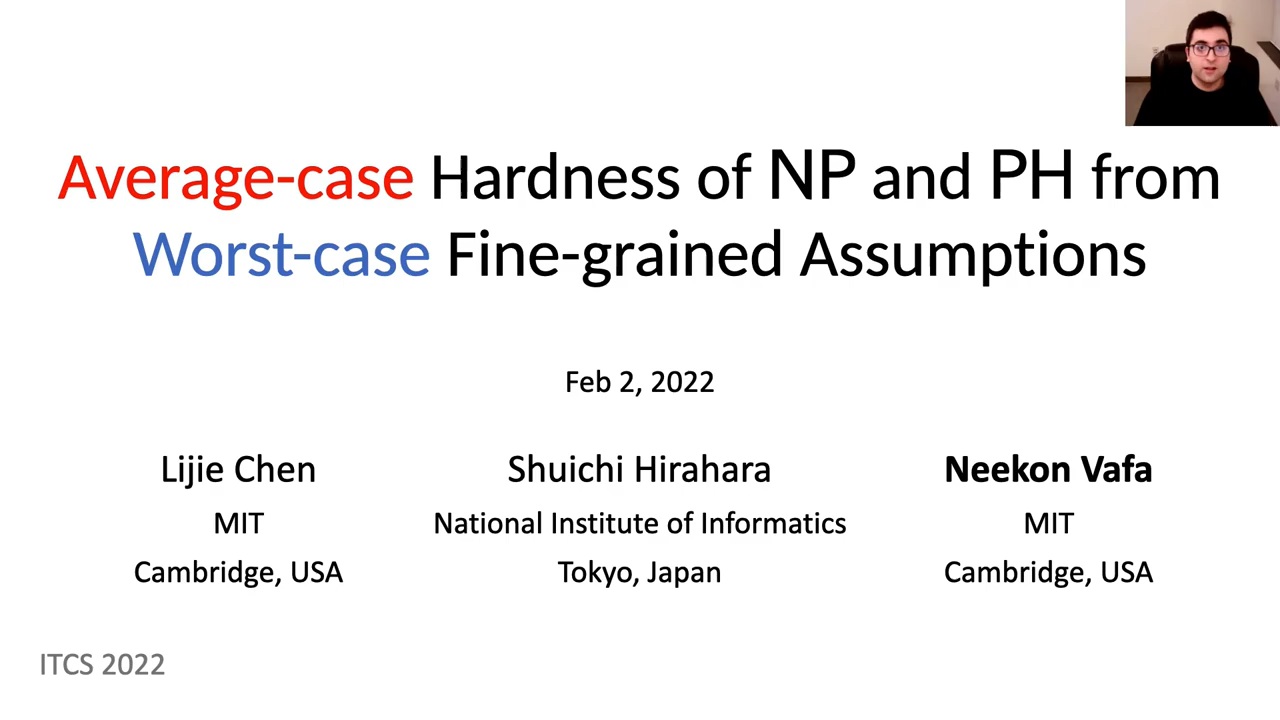 Average-case Hardness of NP and PH from
Worst-case Fine-grained Assumptions
Feb 2, 2022
Lijie Chen
MIT
Cambridge, USA
Shuichi Hirahara
National Institute of Informatics
Tokyo, Japan
Neekon Vafa
MIT
Cambridge, USA
ITCS 2022